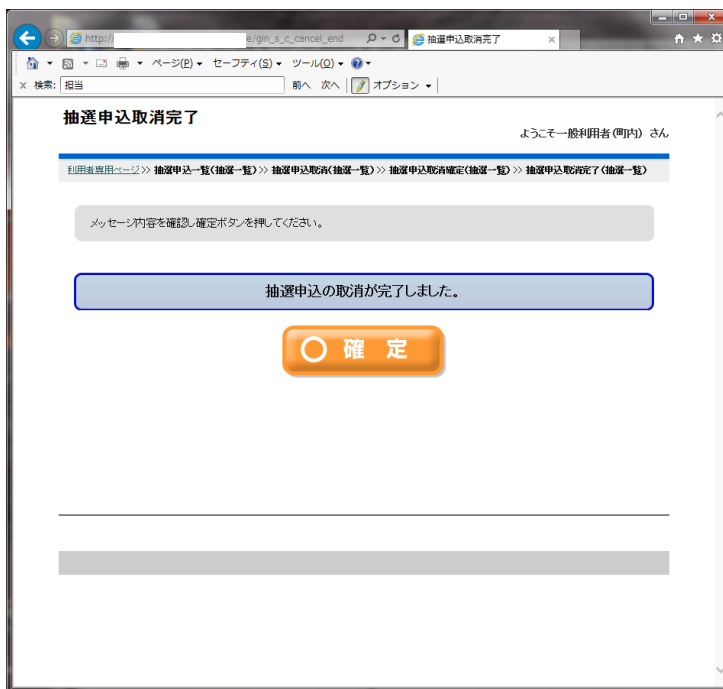 http://
e/gin_s_c_cancel_end
抽選申込取消完了
ページ(P)
セーフティ(S)
ツール(O)
× 検索: 担当
前へ 次へ
オプション
抽選申込取消完了
ようこそ一般利用者(町内) さん
利用者専用ページ>> 抽選申込一覧(抽選一覧)>> 抽選申込取消(抽選一覧)>> 抽選申込取消確定(抽選一覧)>> 抽選申込取消完了(抽選一覧)
メッセージ内容を確認し確定ボタンを押してください。
抽選申込の取消が完了しました。
確 定